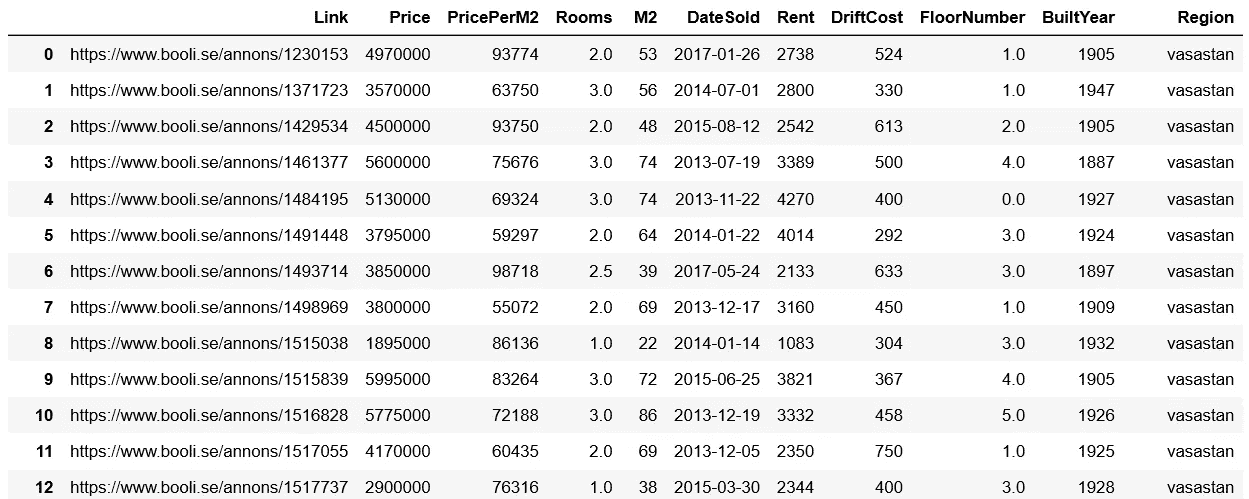 Link Price PricePerM2 Rooms M2 DateSold Rent DriftCost FloorNumber BuiltYear Region
0 https://www.booli.se/annons/1230153 4970000 93774 2.0 53 2017-01-26 2738 524 1.0 1905 vasastan
1 https://www.booli.se/annons/1371723 3570000 63750 3.0 56 2014-07-01 2800 330 1.0 1947 vasastan
2 https://www.booli.se/annons/1429534 4500000 93750 2.0 48 2015-08-12 2542 613 2.0 1905 vasastan
3 https://www.booli.se/annons/1461377 5600000 75676 3.0 74 2013-07-19 3389 500 4.0 1887 vasastan
4 https://www.booli.se/annons/1484195 5130000 69324 3.0 74 2013-11-22 4270 400 0.0 1927 vasastan
5 https://www.booli.se/annons/1491448 3795000 59297 2.0 64 2014-01-22 4014 292 3.0 1924 vasastan
6 https://www.booli.se/annons/1493714 3850000 98718 2.5 39 2017-05-24 2133 633 3.0 1897 vasastan
7 https://www.booli.se/annons/1498969 3800000 55072 2.0 69 2013-12-17 3160 450 1.0 1909 vasastan
8 https://www.booli.se/annons/1515038 1895000 86136 1.0 22 2014-01-14 1083 304 3.0 1932 vasastan
9 https://www.booli.se/annons/1515839 5995000 83264 3.0 72 2015-06-25 3821 367 4.0 1905 vasastan
10 https://www.booli.se/annons/1516828 5775000 72188 3.0 86 2013-12-19 3332 458 5.0 1926 vasastan
11 https://www.booli.se/annons/1517055 4170000 60435 2.0 69 2013-12-05 2350 750 1.0 1925 vasastan
12 https://www.booli.se/annons/1517737 2900000 76316 1.0 38 2015-03-30 2344 400 3.0 1928 vasastan